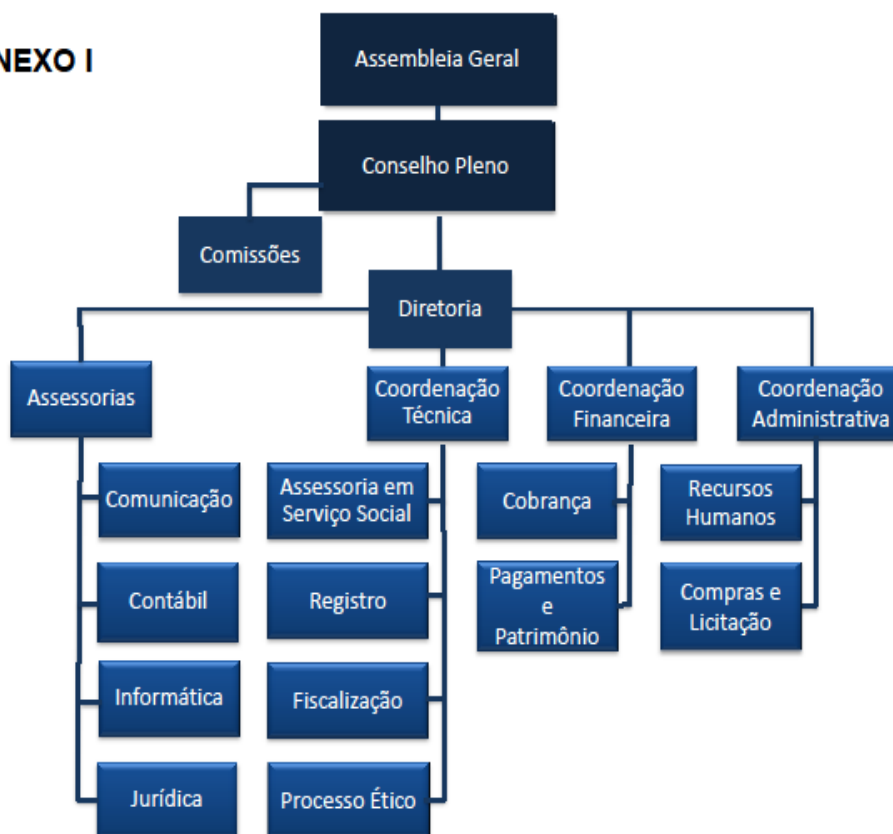 NEXO I
Assembleia Geral
Conselho Pleno
Comissões
Diretoria
Assessorias
Coordenação
Técnica
Coordenação
Financeira
Coordenação
Administrativa
Comunicação
Contábil
Informática
Jurídica
Assessoria em
Serviço Social
Registro
Fiscalização
Processo Ético
Cobrança
Pagamentos
e
Patrimônio
Recursos
Humanos
Compras e
Licitação